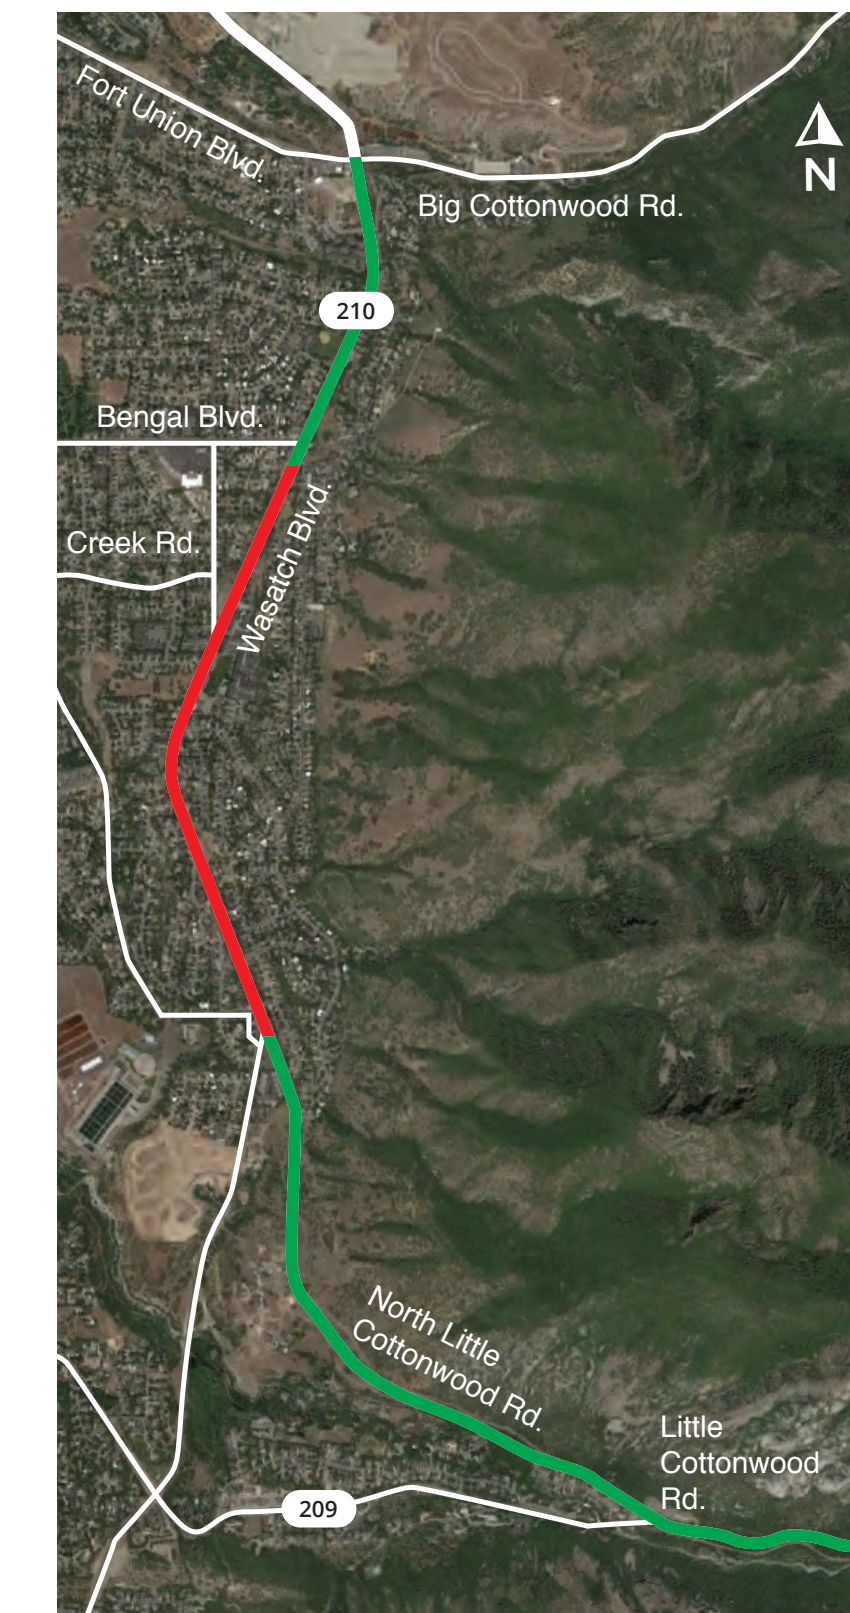 Fort Union Blvd.
N
Big Cottonwood Rd.
210
Bengal Blvd.
Wasatch Blvd.
Creek Rd.
North Little
Cottonwood Rd.
Little
Cottonwood
Rd.
209